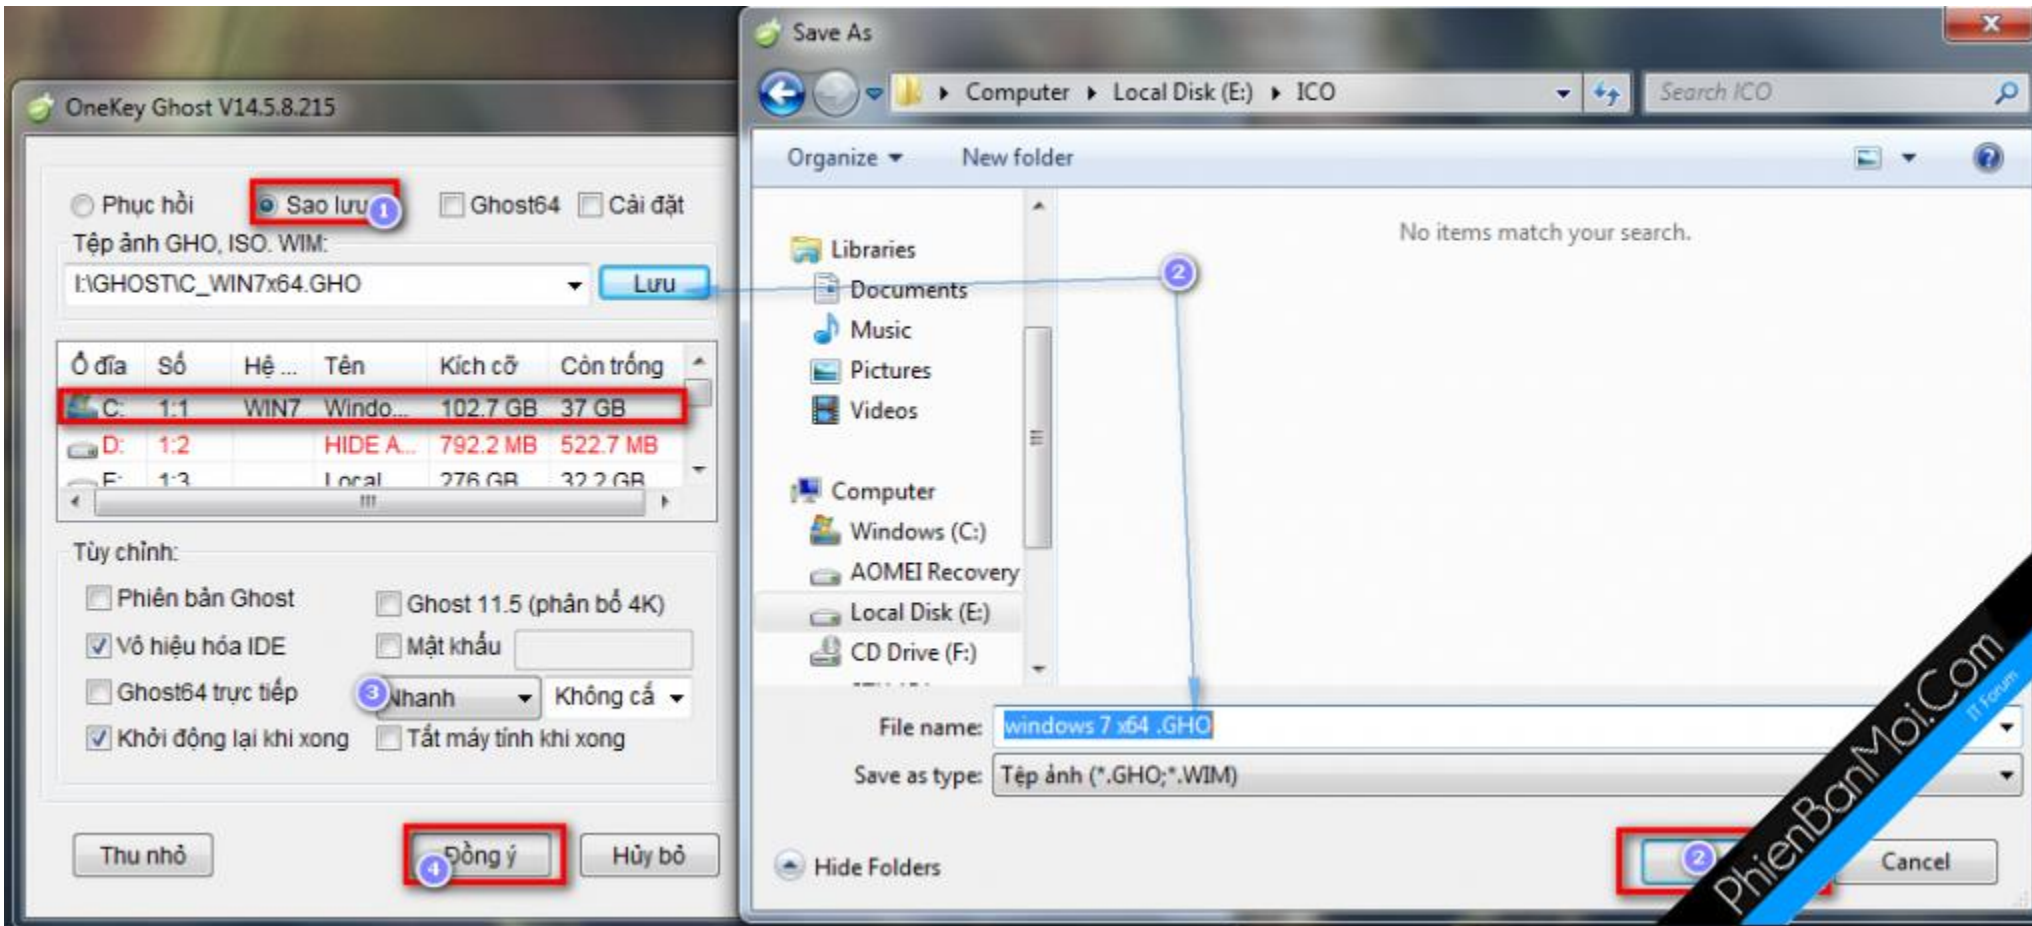 OneKey Ghost V14.5.8.215
Phục hồi Sao lưu 1 Ghost64 Cài đặt
Tệp ảnh GHO, ISO. WIM:
I:\GHOST\C_WIN7x64.GHO Lưu
Ổ đĩa Số Hệ ... Tên Kích cỡ Còn trống
C: 1:1 WIN7 Windo... 102.7 GB 37 GB
D: 1:2 HIDE A... 792.2 MB 522.7 MB
E: 1:3 Local 276 GB 32.2 GB
Tùy chỉnh:
Phiên bản Ghost Ghost 11.5 (phân bổ 4K)
Vô hiệu hóa IDE Mật khẩu
Ghost64 trực tiếp 3 Nhanh Không cắ
Khởi động lại khi xong Tắt máy tính khi xong
Thu nhỏ 4 Đồng ý Hủy bỏ
Save As
Computer Local Disk (E:) ICO Search ICO
Organize New folder
No items match your search.
2
Libraries
Documents
Music
Pictures
Videos
Computer
Windows (C:)
AOMEI Recovery
Local Disk (E:)
CD Drive (F:)
File name: windows 7 x64 .GHO
Save as type: Tệp ảnh (*.GHO;*.WIM)
Hide Folders 2 Cancel
PhienBanMoi.Com
IT Forum